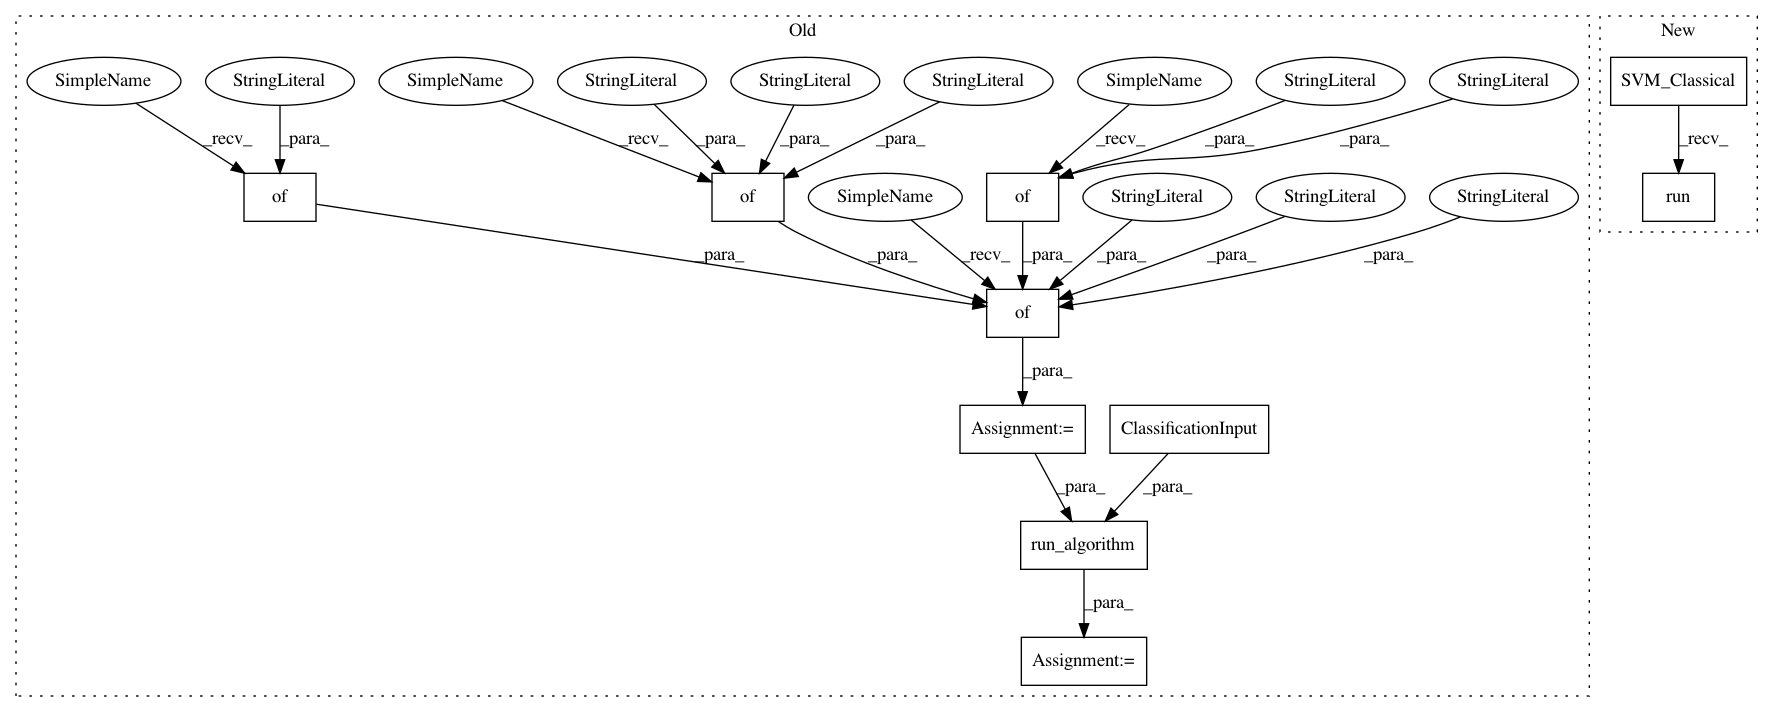 Old
New
SimpleName
StringLiteral
SimpleName
StringLiteral
StringLiteral
StringLiteral
SimpleName
StringLiteral
StringLiteral
SVM_Classical
_recv_
_para_
_recv_
_para_
_para_
_para_
_recv_
_para_
_para_
_recv_
of
of
SimpleName
of
StringLiteral
StringLiteral
StringLiteral
run
_para_
_para_
_recv_
_para_
_para_
_para_
_para_
of
_para_
Assignment:=
ClassificationInput
_para_
_para_
run_algorithm
_para_
Assignment:=